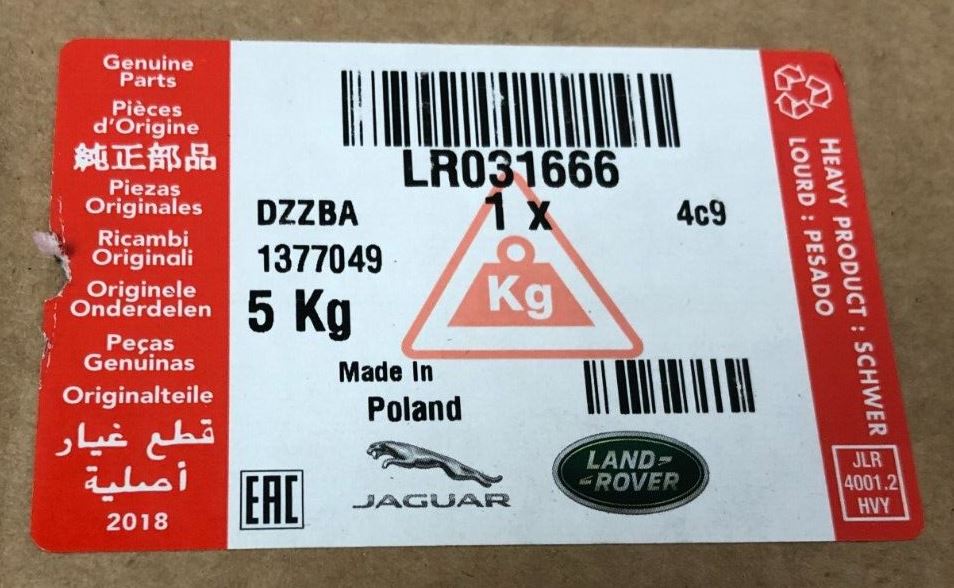 Genuine
Parts
Pièces
d'Origine
純正部品
Piezas
Originales
Ricambi
Originali
Originele
Onderdelen
Peças
Genuinas
Originalteile
قطع غيار
أصلية
2018
LR031666
DZZBA
1 x
4c9
1377049
5 Kg
Kg
Made In
Poland
EAC
JAGUAR
LAND-
ROVER
HEAVY PRODUCT : SCHWER
LOURD : PESADO
JLR
4001.2
HVY